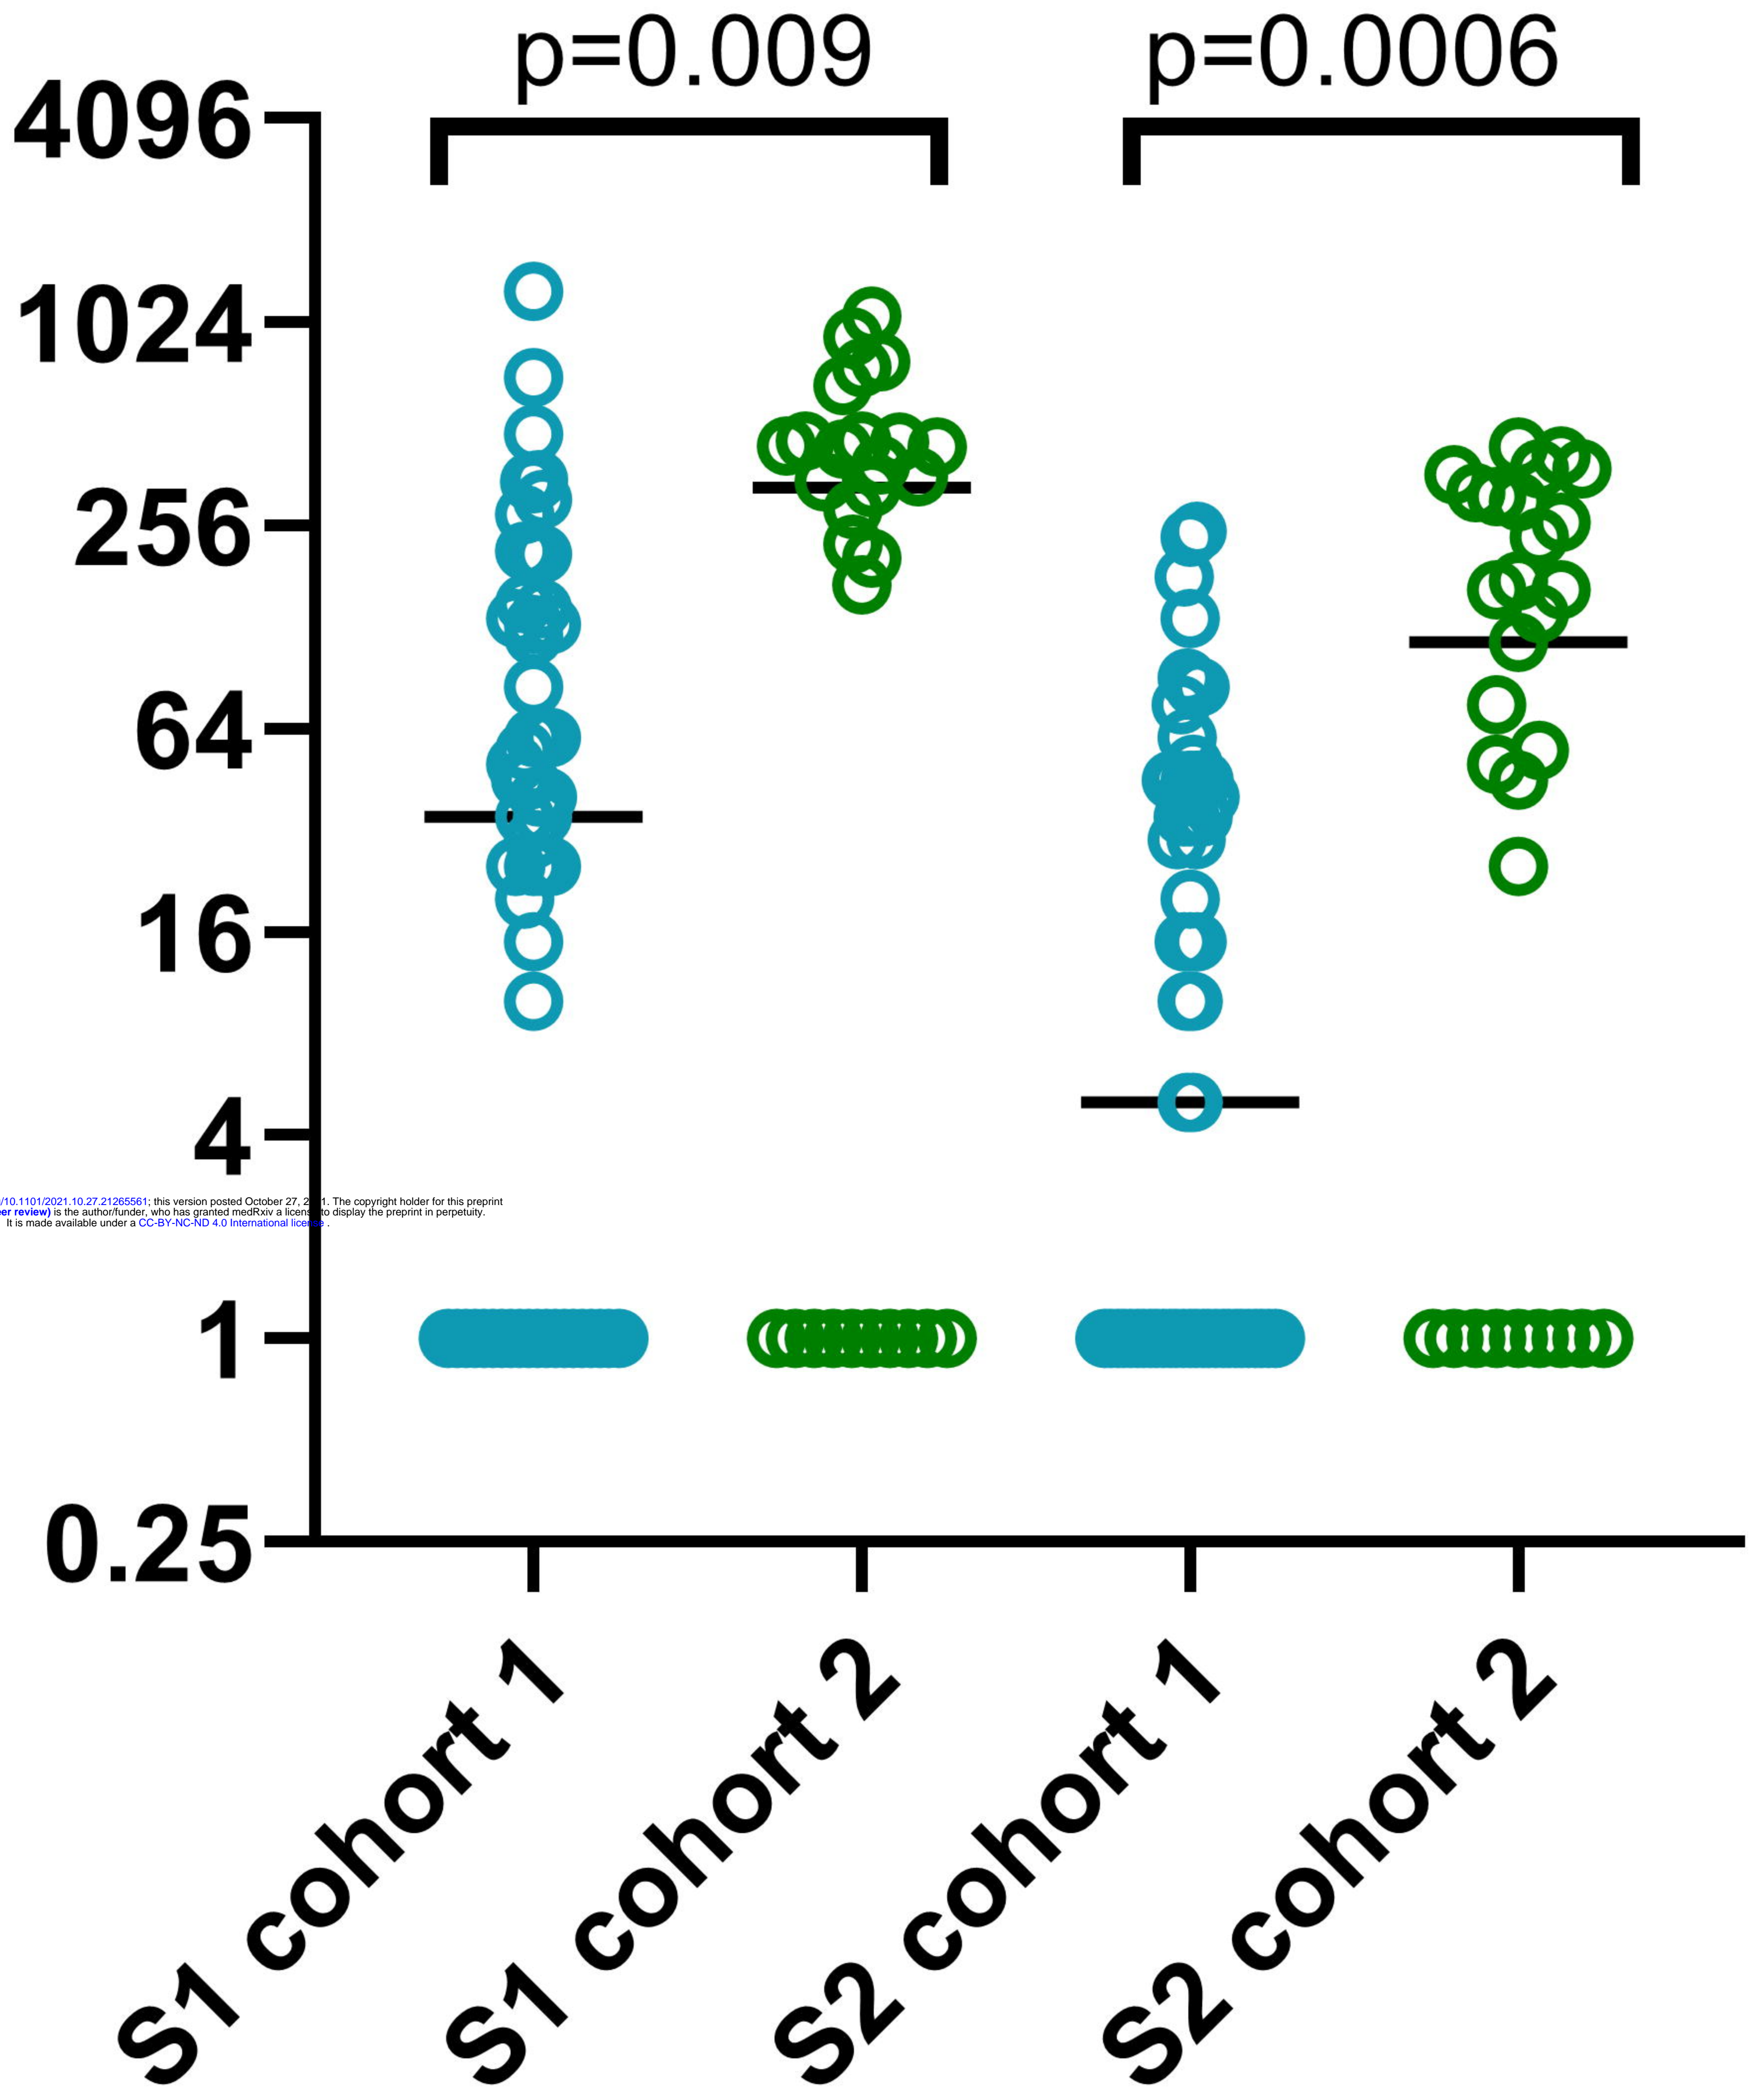 p=0.009 p=0.0006
4096
1024
256
64
16
4
/10.1101/2021.10.27.21265561; this version posted October 27, 2 1. The copyright holder for this preprint
er review) is the author/funder, who has granted medRxiv a licens to display the preprint in perpetuity.
It is made available under a CC-BY-NC-ND 4.0 International licen .
1
0.25
S1 cohort 1
S1 cohort 2
S2 cohort 1
S2 cohort 2